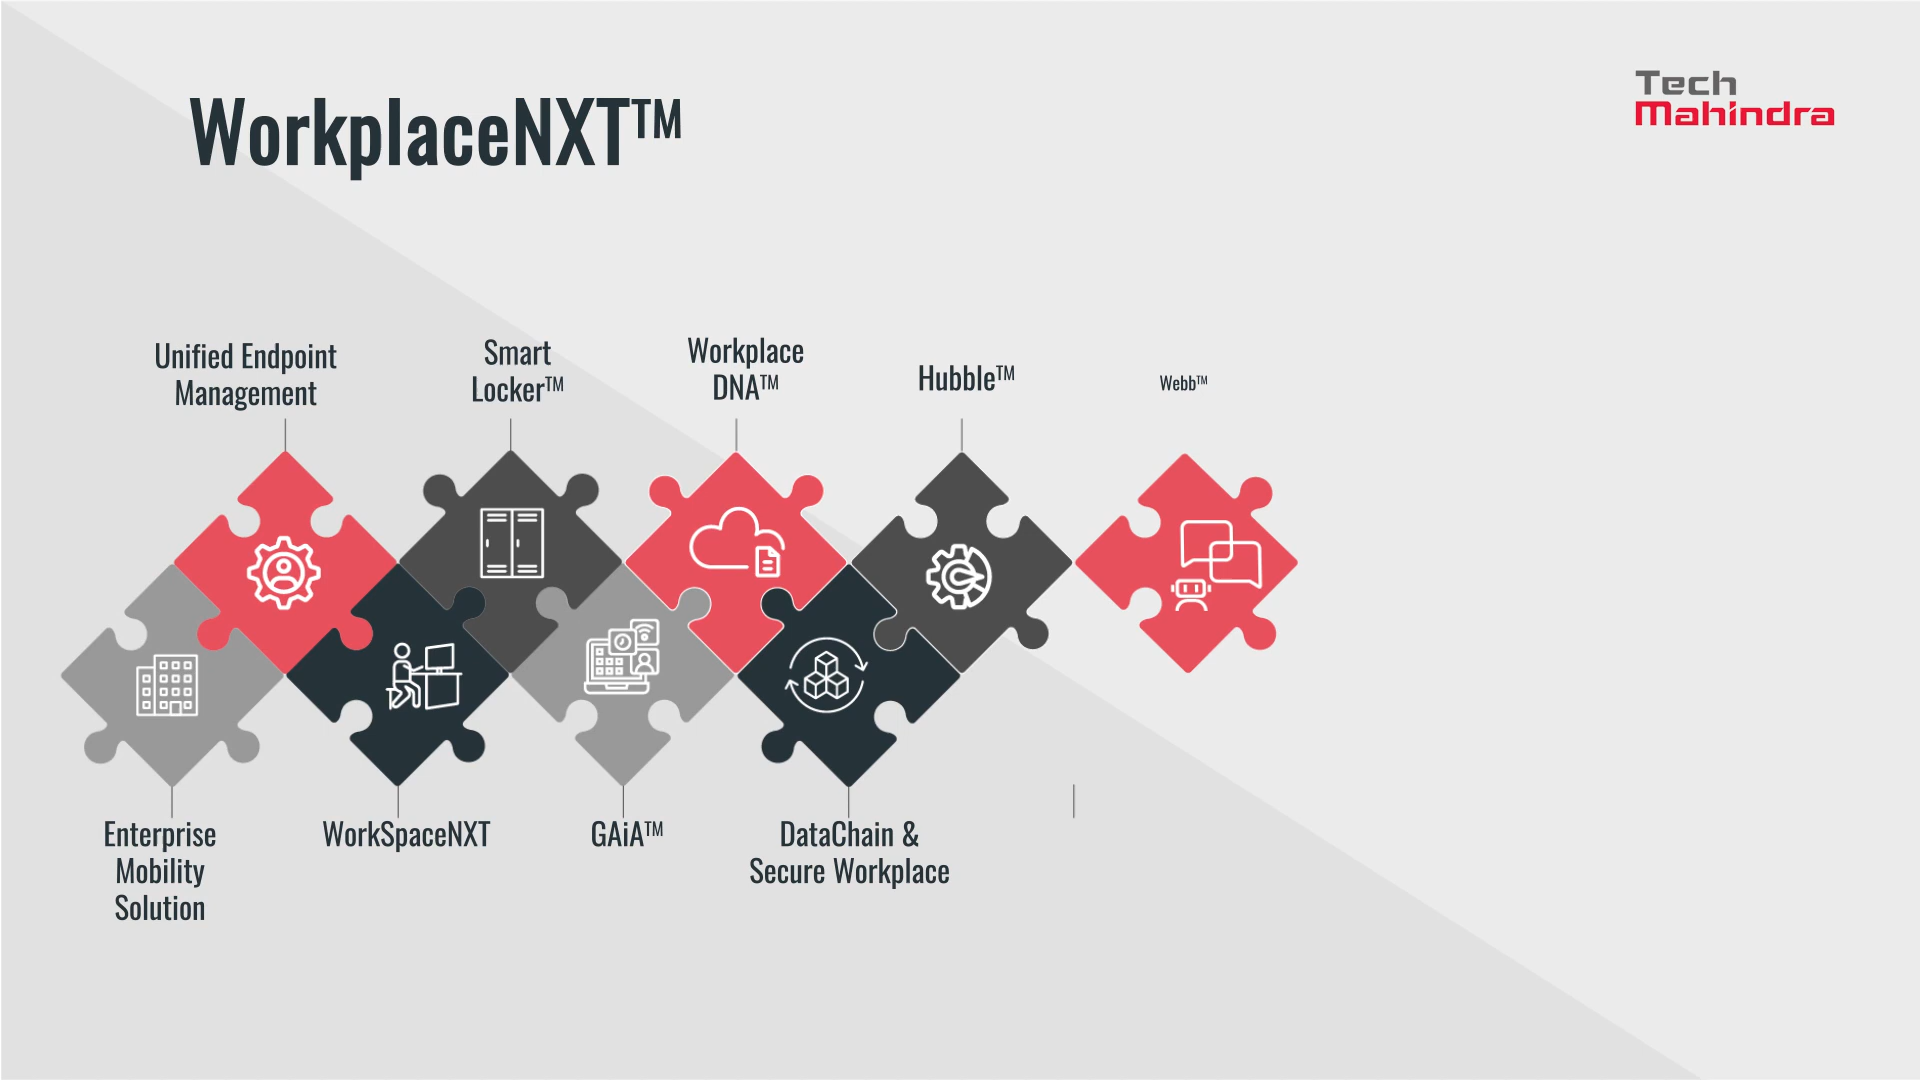 WorkplaceNXT™
Tech
Mahindra
Unified Endpoint
Management
Smart
Locker™
Workplace
DNA™
Hubble™
Webb™
Enterprise
Mobility
Solution
WorkSpaceNXT
GAiA™
DataChain &
Secure Workplace